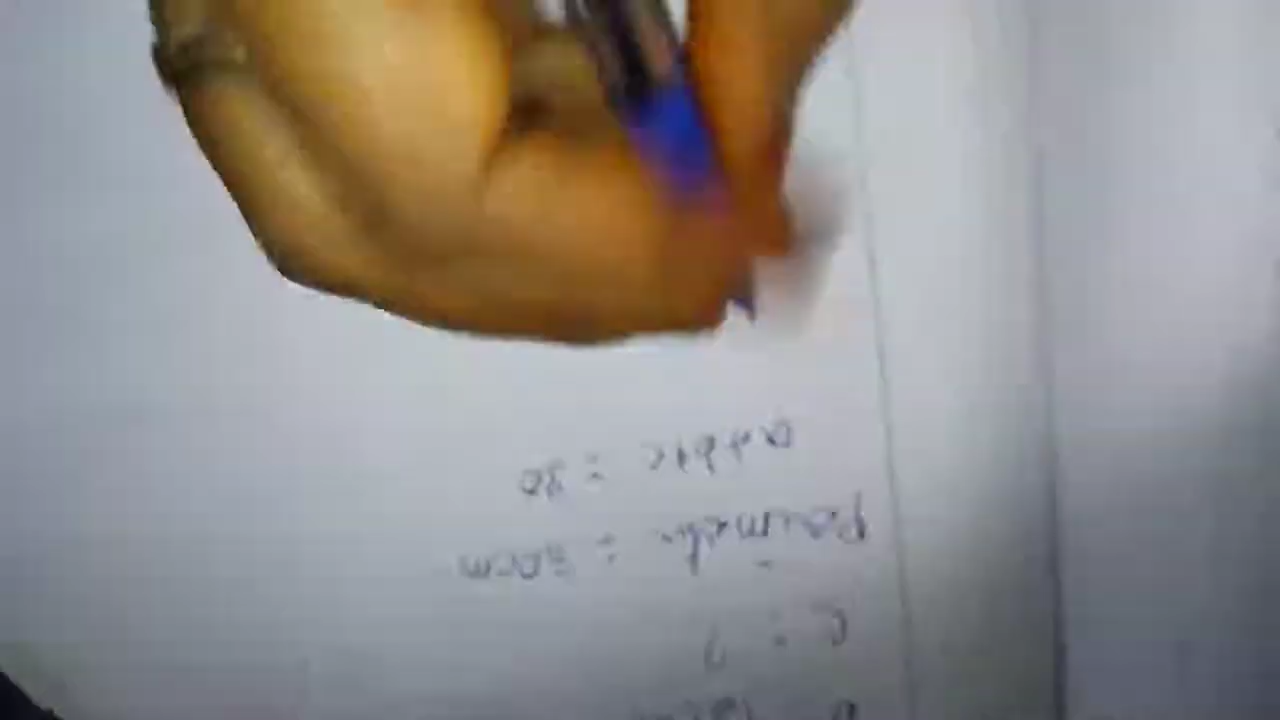 c = ?
Perimeter = 30cm
a+b+c = 30